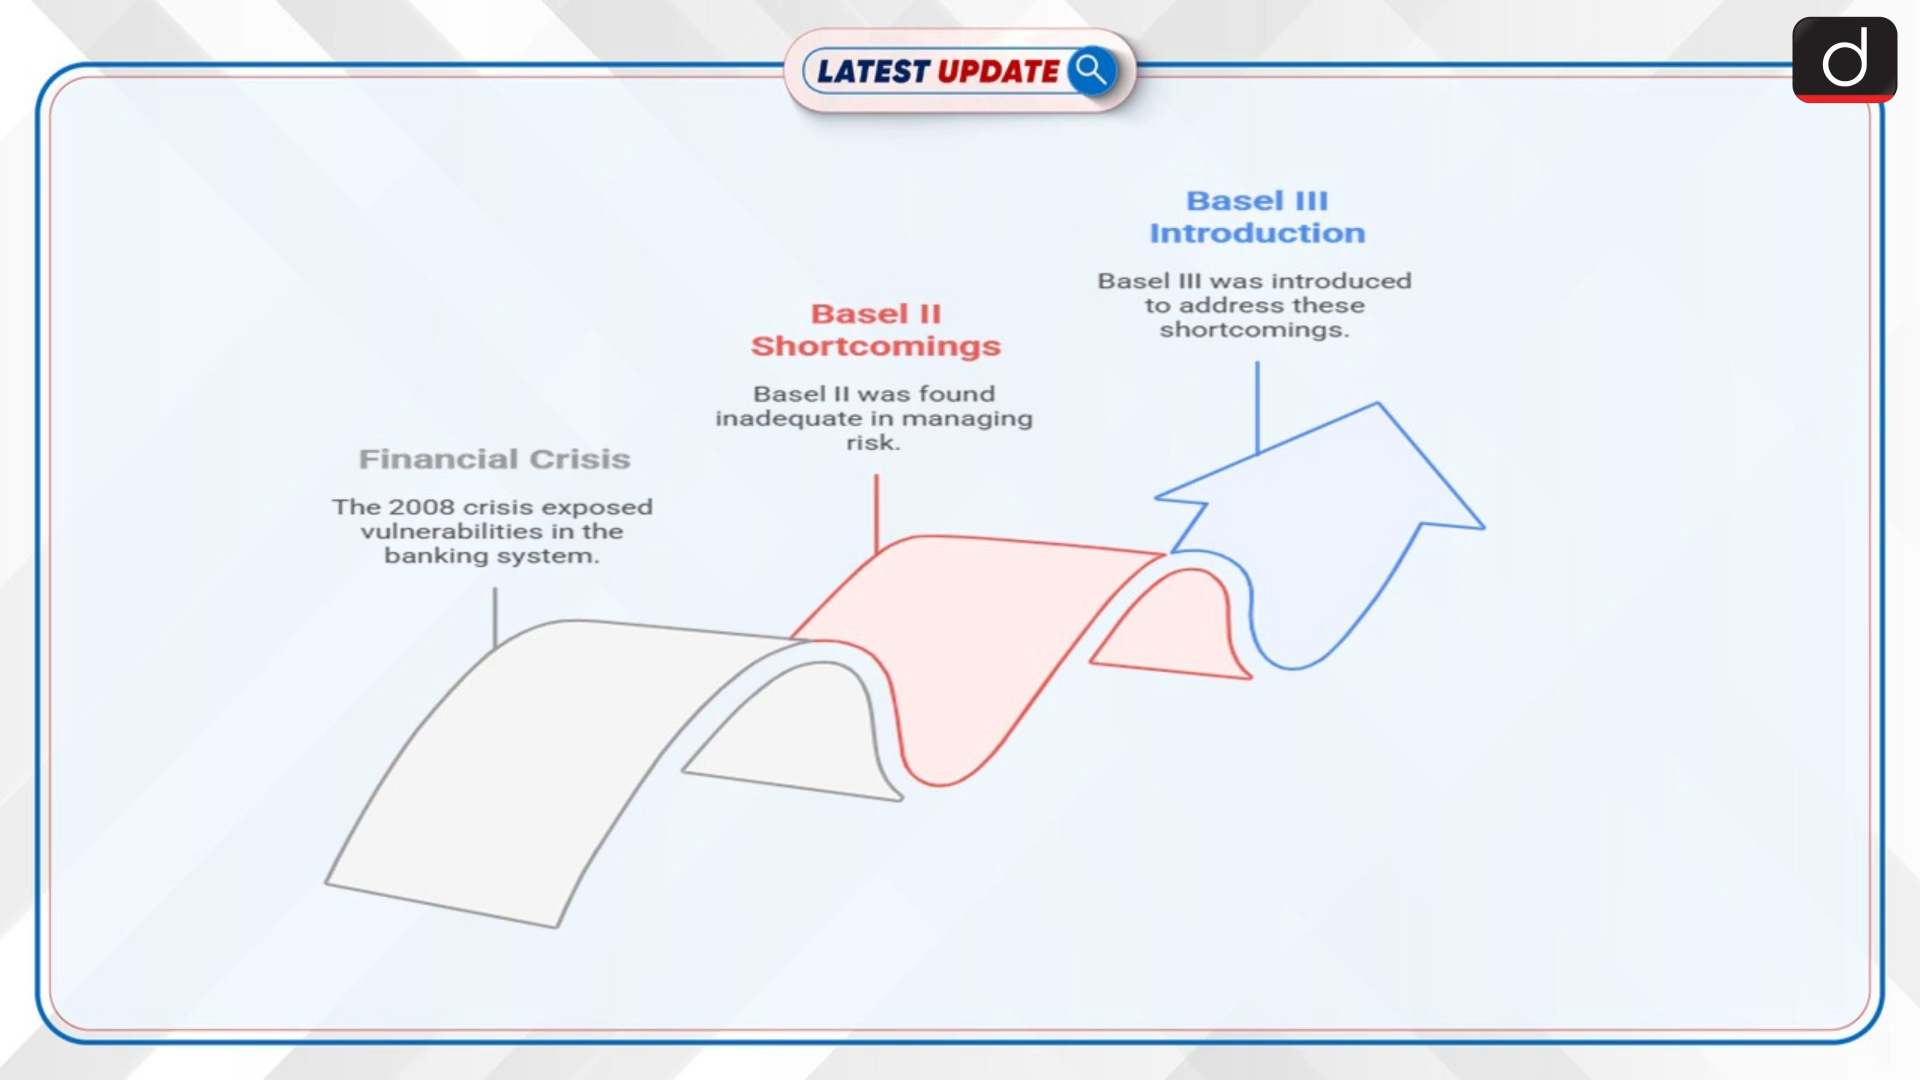 LATEST UPDATE
d
Basel III
Introduction
Basel III was introduced
to address these
shortcomings.
Basel II
Shortcomings
Basel II was found
inadequate in managing
risk.
Financial Crisis
The 2008 crisis exposed
vulnerabilities in the
banking system.